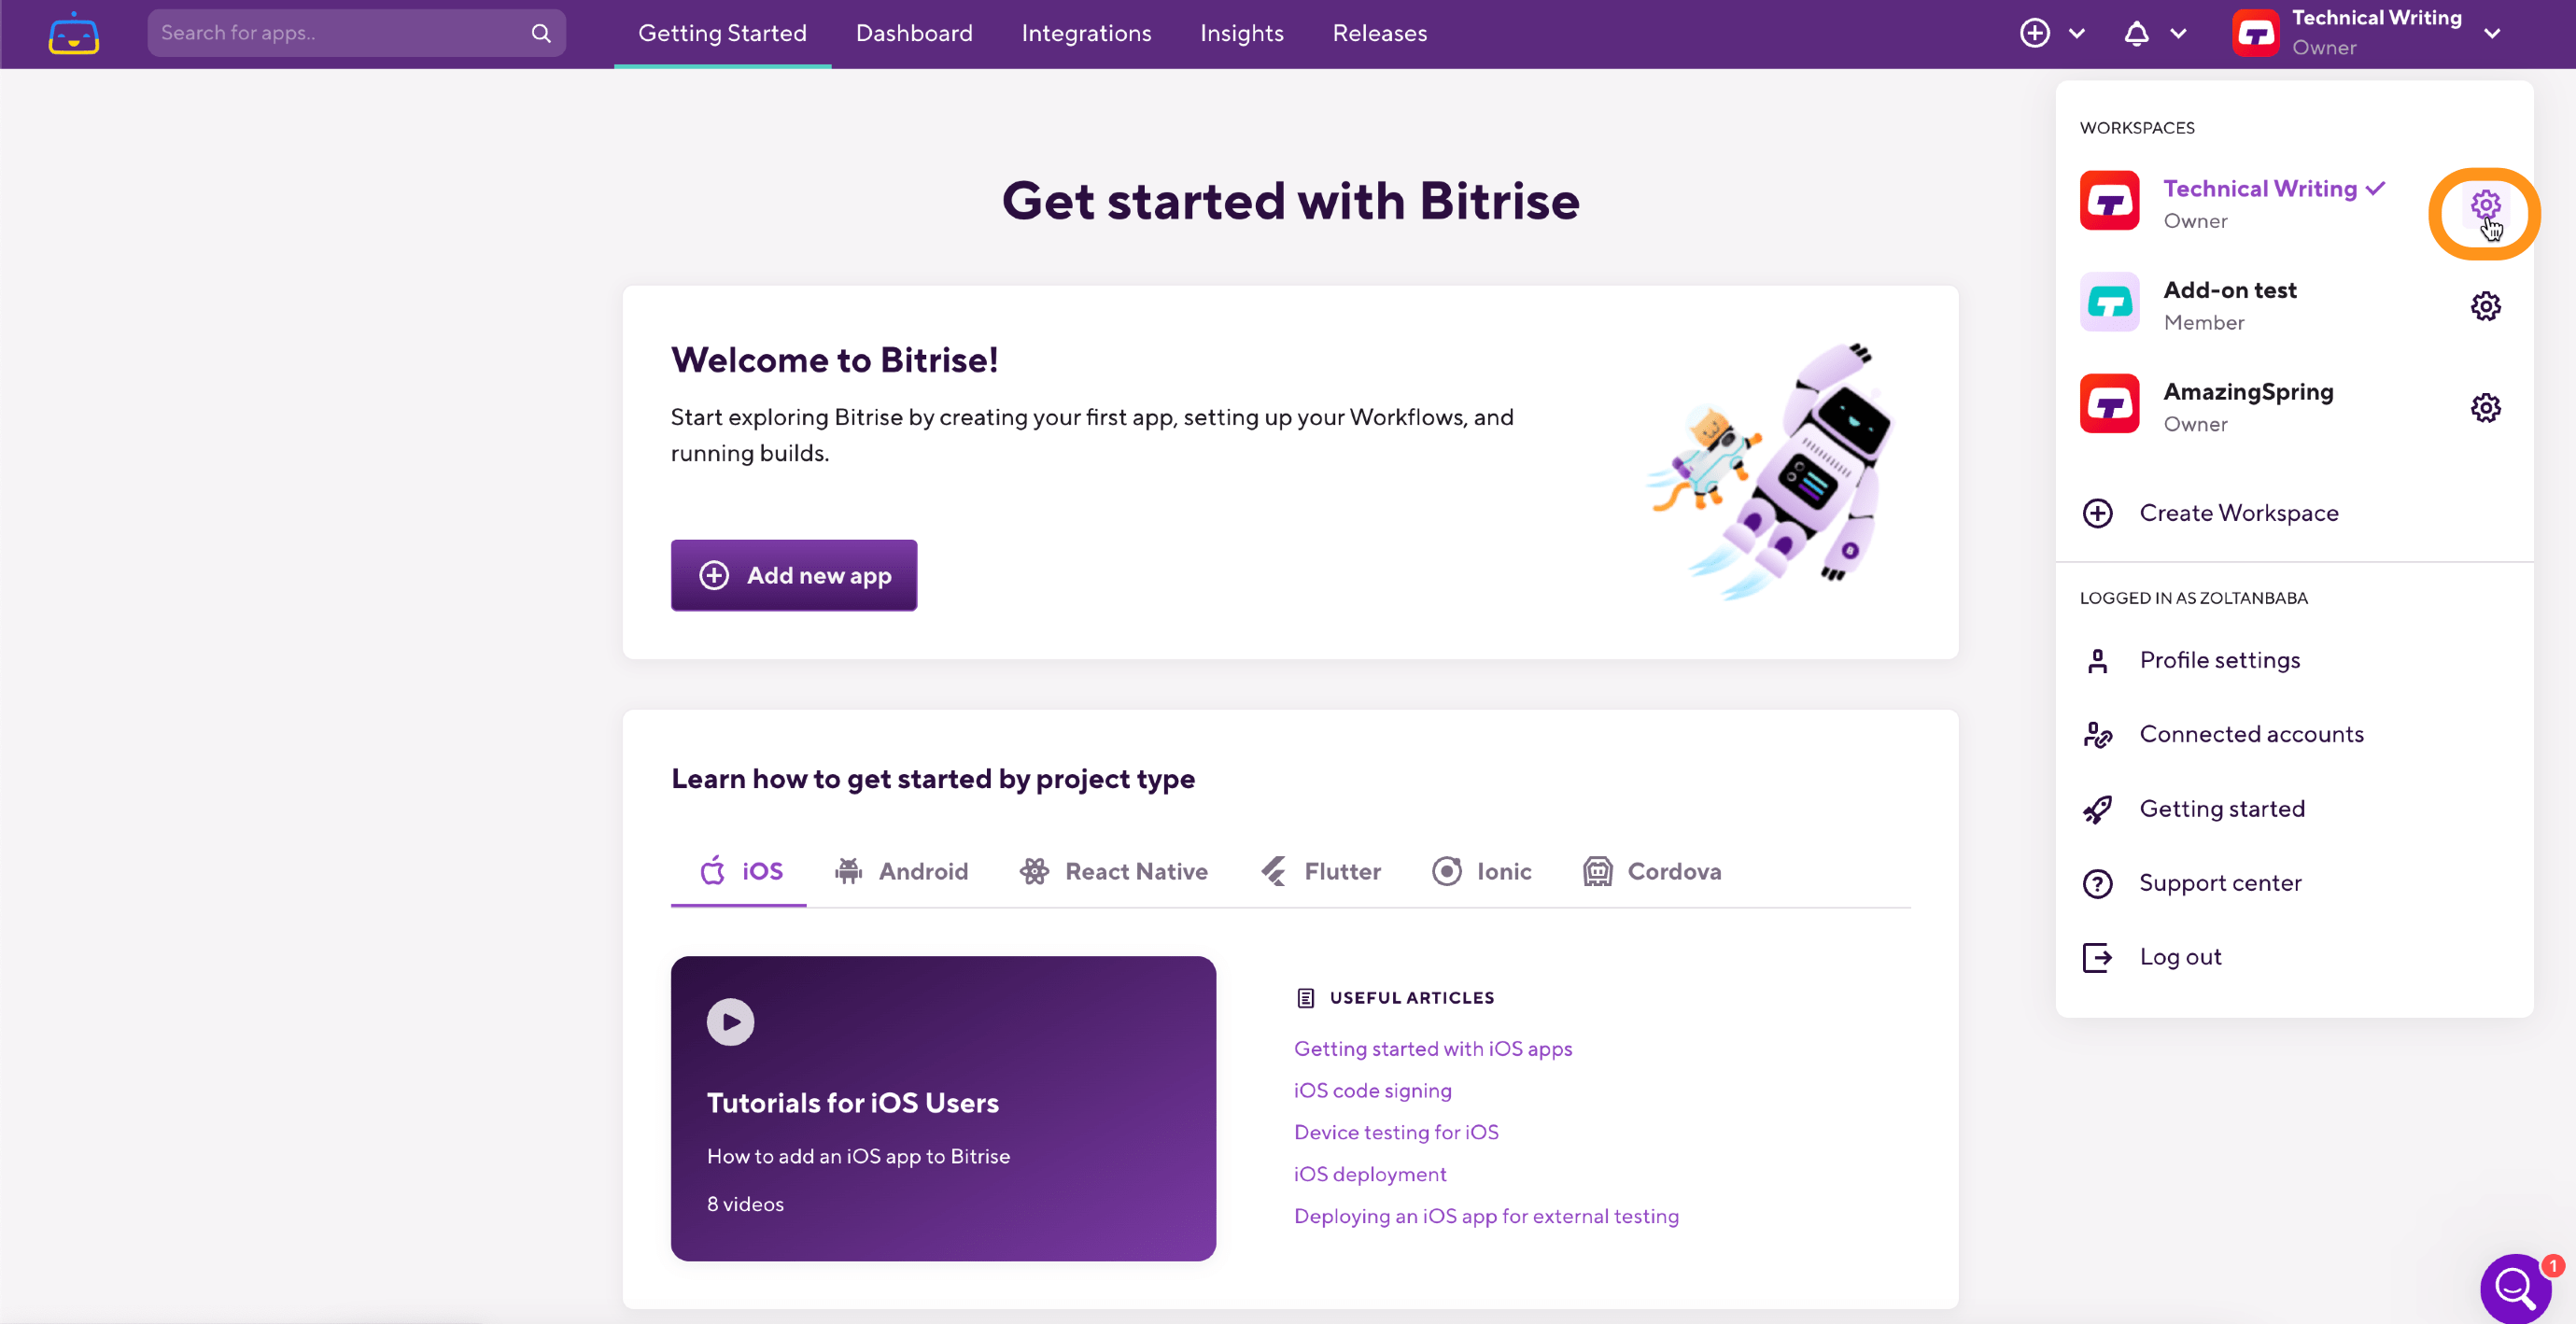 Search for apps..
Getting Started
Dashboard
Integrations
Insights
Releases
Technical Writing
Owner
Get started with Bitrise
Welcome to Bitrise!
Start exploring Bitrise by creating your first app, setting up your Workflows, and
running builds.
Add new app
Learn how to get started by project type
iOS
Android
React Native
Flutter
Ionic
Cordova
Tutorials for iOS Users
How to add an iOS app to Bitrise
8 videos
USEFUL ARTICLES
Getting started with iOS apps
iOS code signing
Device testing for iOS
iOS deployment
Deploying an iOS app for external testing
WORKSPACES
Technical Writing
Owner
Add-on test
Member
AmazingSpring
Owner
Create Workspace
LOGGED IN AS ZOLTANBABA
Profile settings
Connected accounts
Getting started
Support center
Log out
1